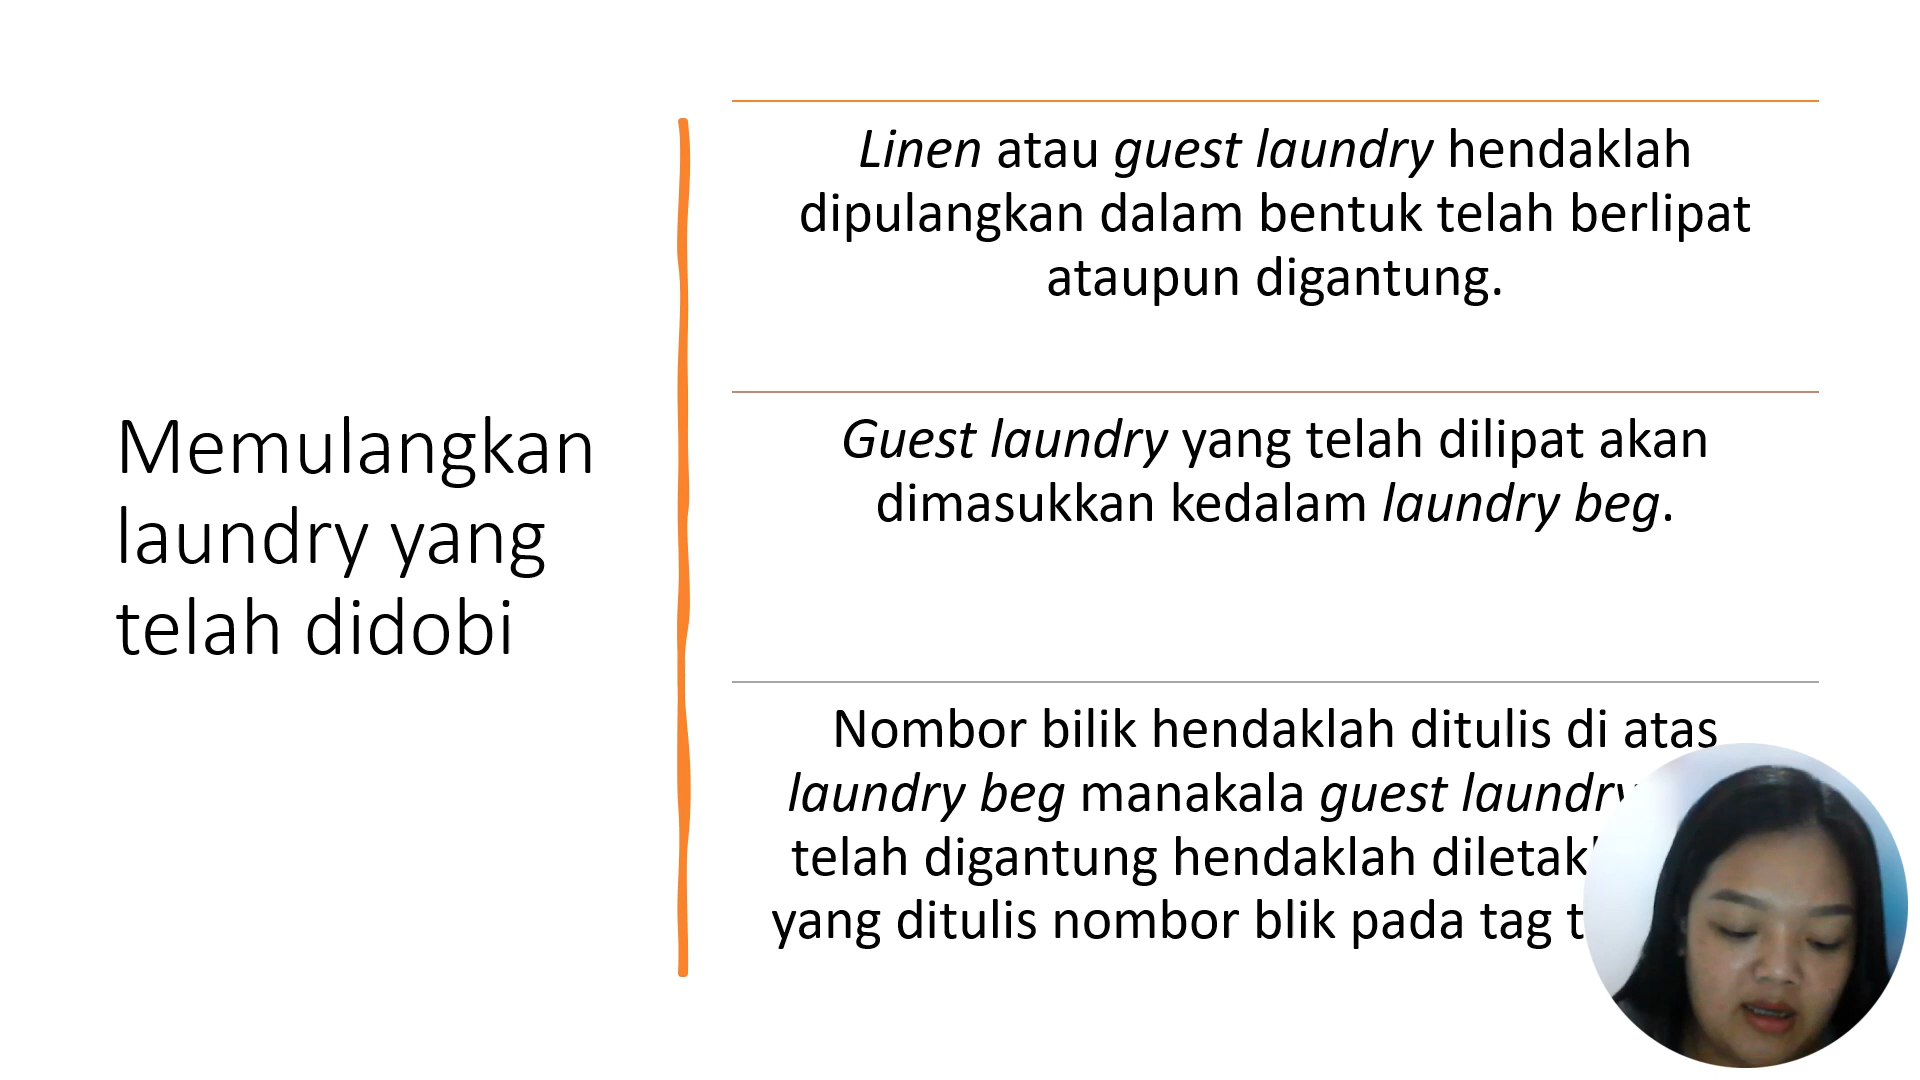 Memulangkan
laundry yang
telah didobi
Linen atau guest laundry hendaklah
dipulangkan dalam bentuk telah berlipat
ataupun digantung.
Guest laundry yang telah dilipat akan
dimasukkan kedalam laundry beg.
Nombor bilik hendaklah ditulis di atas
laundry beg manakala guest laundry
telah digantung hendaklah
yang ditulis nombor blik pada tag